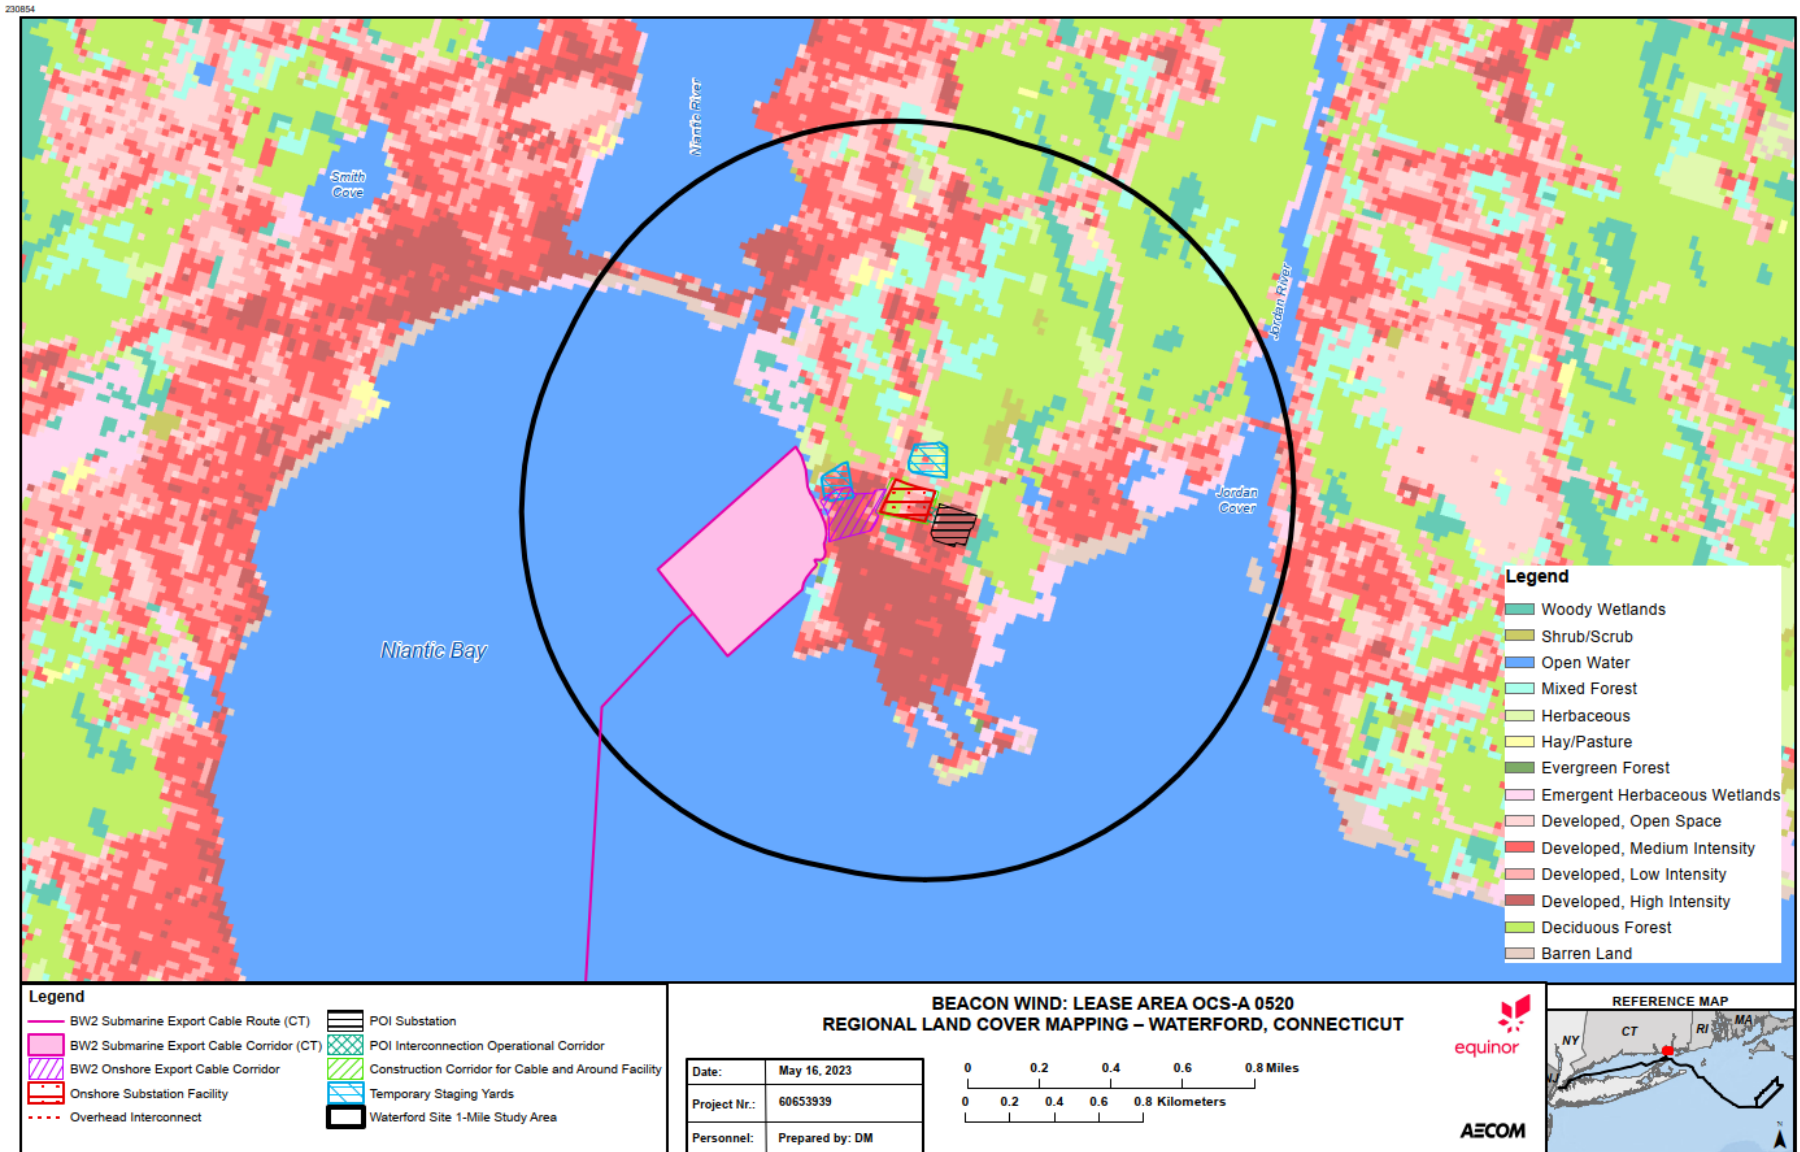 230854
Niantic River
Smith
Cove
Jordan River
Jordan
Cove
Niantic Bay
Legend
Woody Wetlands
Shrub/Scrub
Open Water
Mixed Forest
Herbaceous
Hay/Pasture
Evergreen Forest
Emergent Herbaceous Wetlands
Developed, Open Space
Developed, Medium Intensity
Developed, Low Intensity
Developed, High Intensity
Deciduous Forest
Barren Land
Legend
BW2 Submarine Export Cable Route (CT)
BW2 Submarine Export Cable Corridor (CT)
BW2 Onshore Export Cable Corridor
Onshore Substation Facility
Overhead Interconnect
POI Substation
POI Interconnection Operational Corridor
Construction Corridor for Cable and Around Facility
Temporary Staging Yards
Waterford Site 1-Mile Study Area
BEACON WIND: LEASE AREA OCS-A 0520
REGIONAL LAND COVER MAPPING – WATERFORD, CONNECTICUT
Date: May 16, 2023
Project Nr.: 60653939
Personnel: Prepared by: DM
0 0.2 0.4 0.6 0.8 Miles
0 0.2 0.4 0.6 0.8 Kilometers
equinor
AECOM
REFERENCE MAP
NY CT RI MA
NJ
N